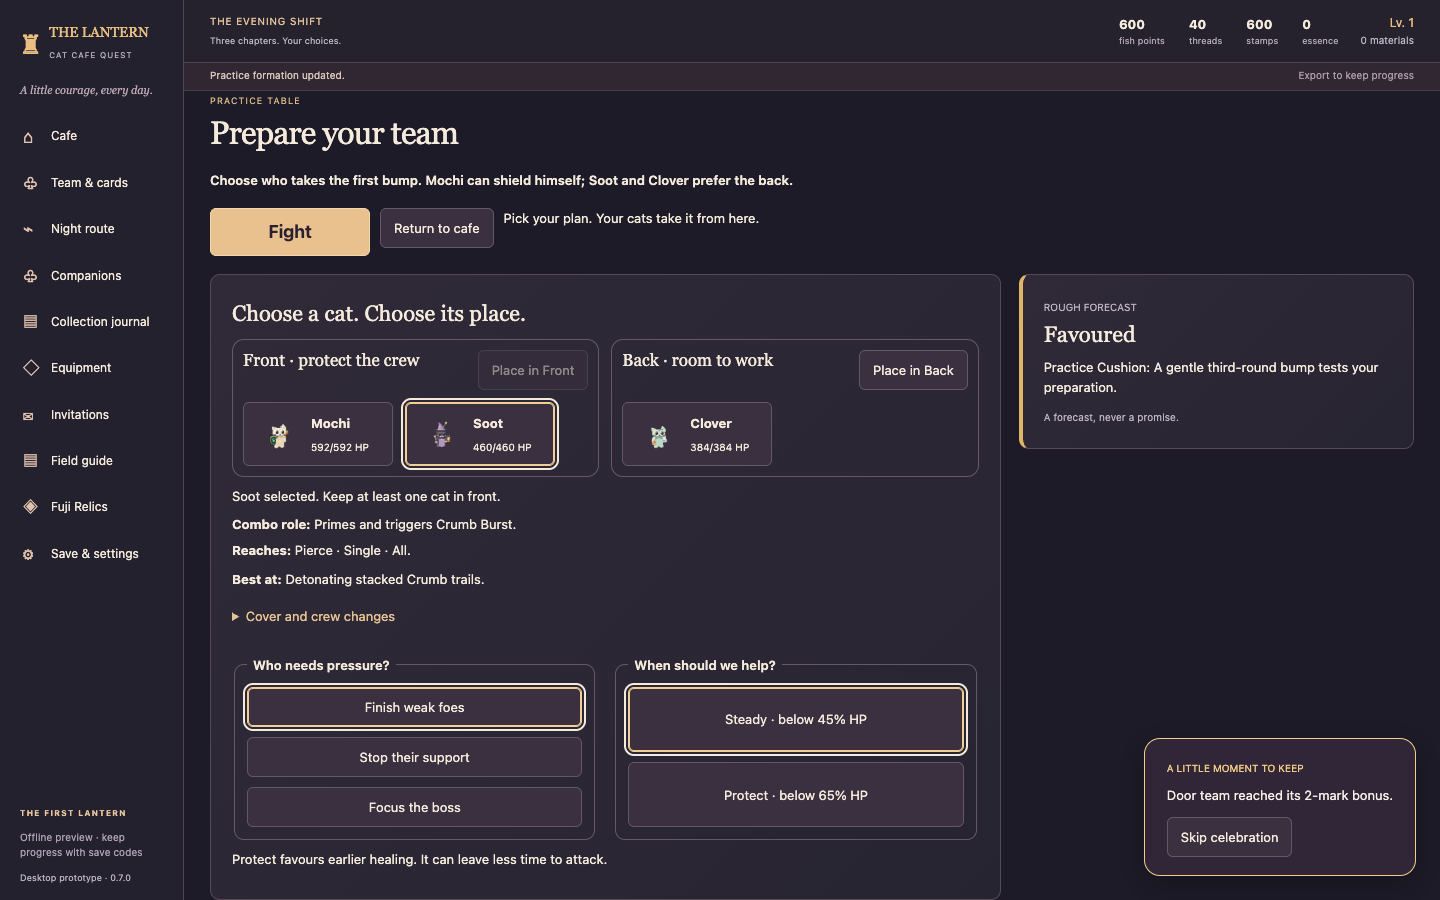 THE LANTERN
CAT CAFE QUEST
A little courage, every day.
Cafe
Team & cards
Night route
Companions
Collection journal
Equipment
Invitations
Field guide
Fuji Relics
Save & settings
THE FIRST LANTERN
Offline preview · keep
progress with save codes
Desktop prototype · 0.7.0
THE EVENING SHIFT
Three chapters. Your choices.
600
fish points
40
threads
600
stamps
0
essence
Lv. 1
0 materials
Practice formation updated.
Export to keep progress
PRACTICE TABLE
Prepare your team
Choose who takes the first bump. Mochi can shield himself; Soot and Clover prefer the back.
Fight
Return to cafe
Pick your plan. Your cats take it from here.
Choose a cat. Choose its place.
Front · protect the crew
Place in Front
Mochi
592/592 HP
Soot
460/460 HP
Back · room to work
Place in Back
Clover
384/384 HP
Soot selected. Keep at least one cat in front.
Combo role: Primes and triggers Crumb Burst.
Reaches: Pierce · Single · All.
Best at: Detonating stacked Crumb trails.
Cover and crew changes
Who needs pressure?
Finish weak foes
Stop their support
Focus the boss
When should we help?
Steady · below 45% HP
Protect · below 65% HP
Protect favours earlier healing. It can leave less time to attack.
ROUGH FORECAST
Favoured
Practice Cushion: A gentle third-round bump tests your
preparation.
A forecast, never a promise.
A LITTLE MOMENT TO KEEP
Door team reached its 2-mark bonus.
Skip celebration